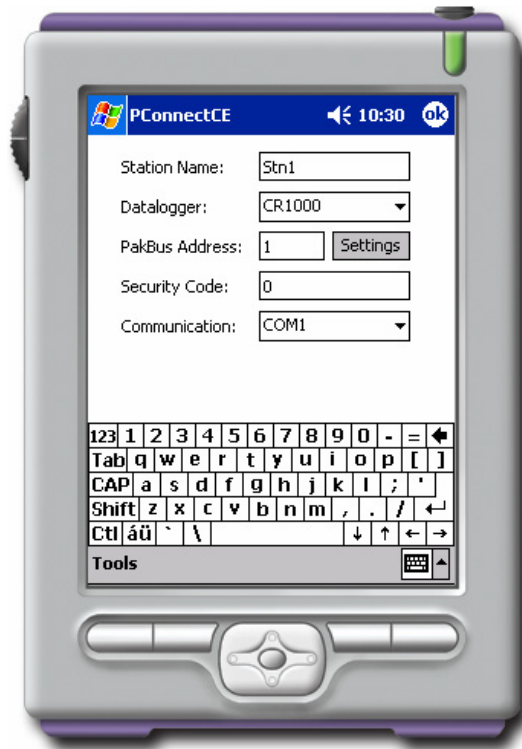 PConnectCE 10:30 ok
Station Name: Stn1
Datalogger: CR1000
PakBus Address: 1 Settings
Security Code: 0
Communication: COM1
123 1 2 3 4 5 6 7 8 9 0 - =
Tab q w e r t y u i o p [ ]
CAP a s d f g h j k l ; '
Shift z x c v b n m , . /
Ctl áü ` \
Tools